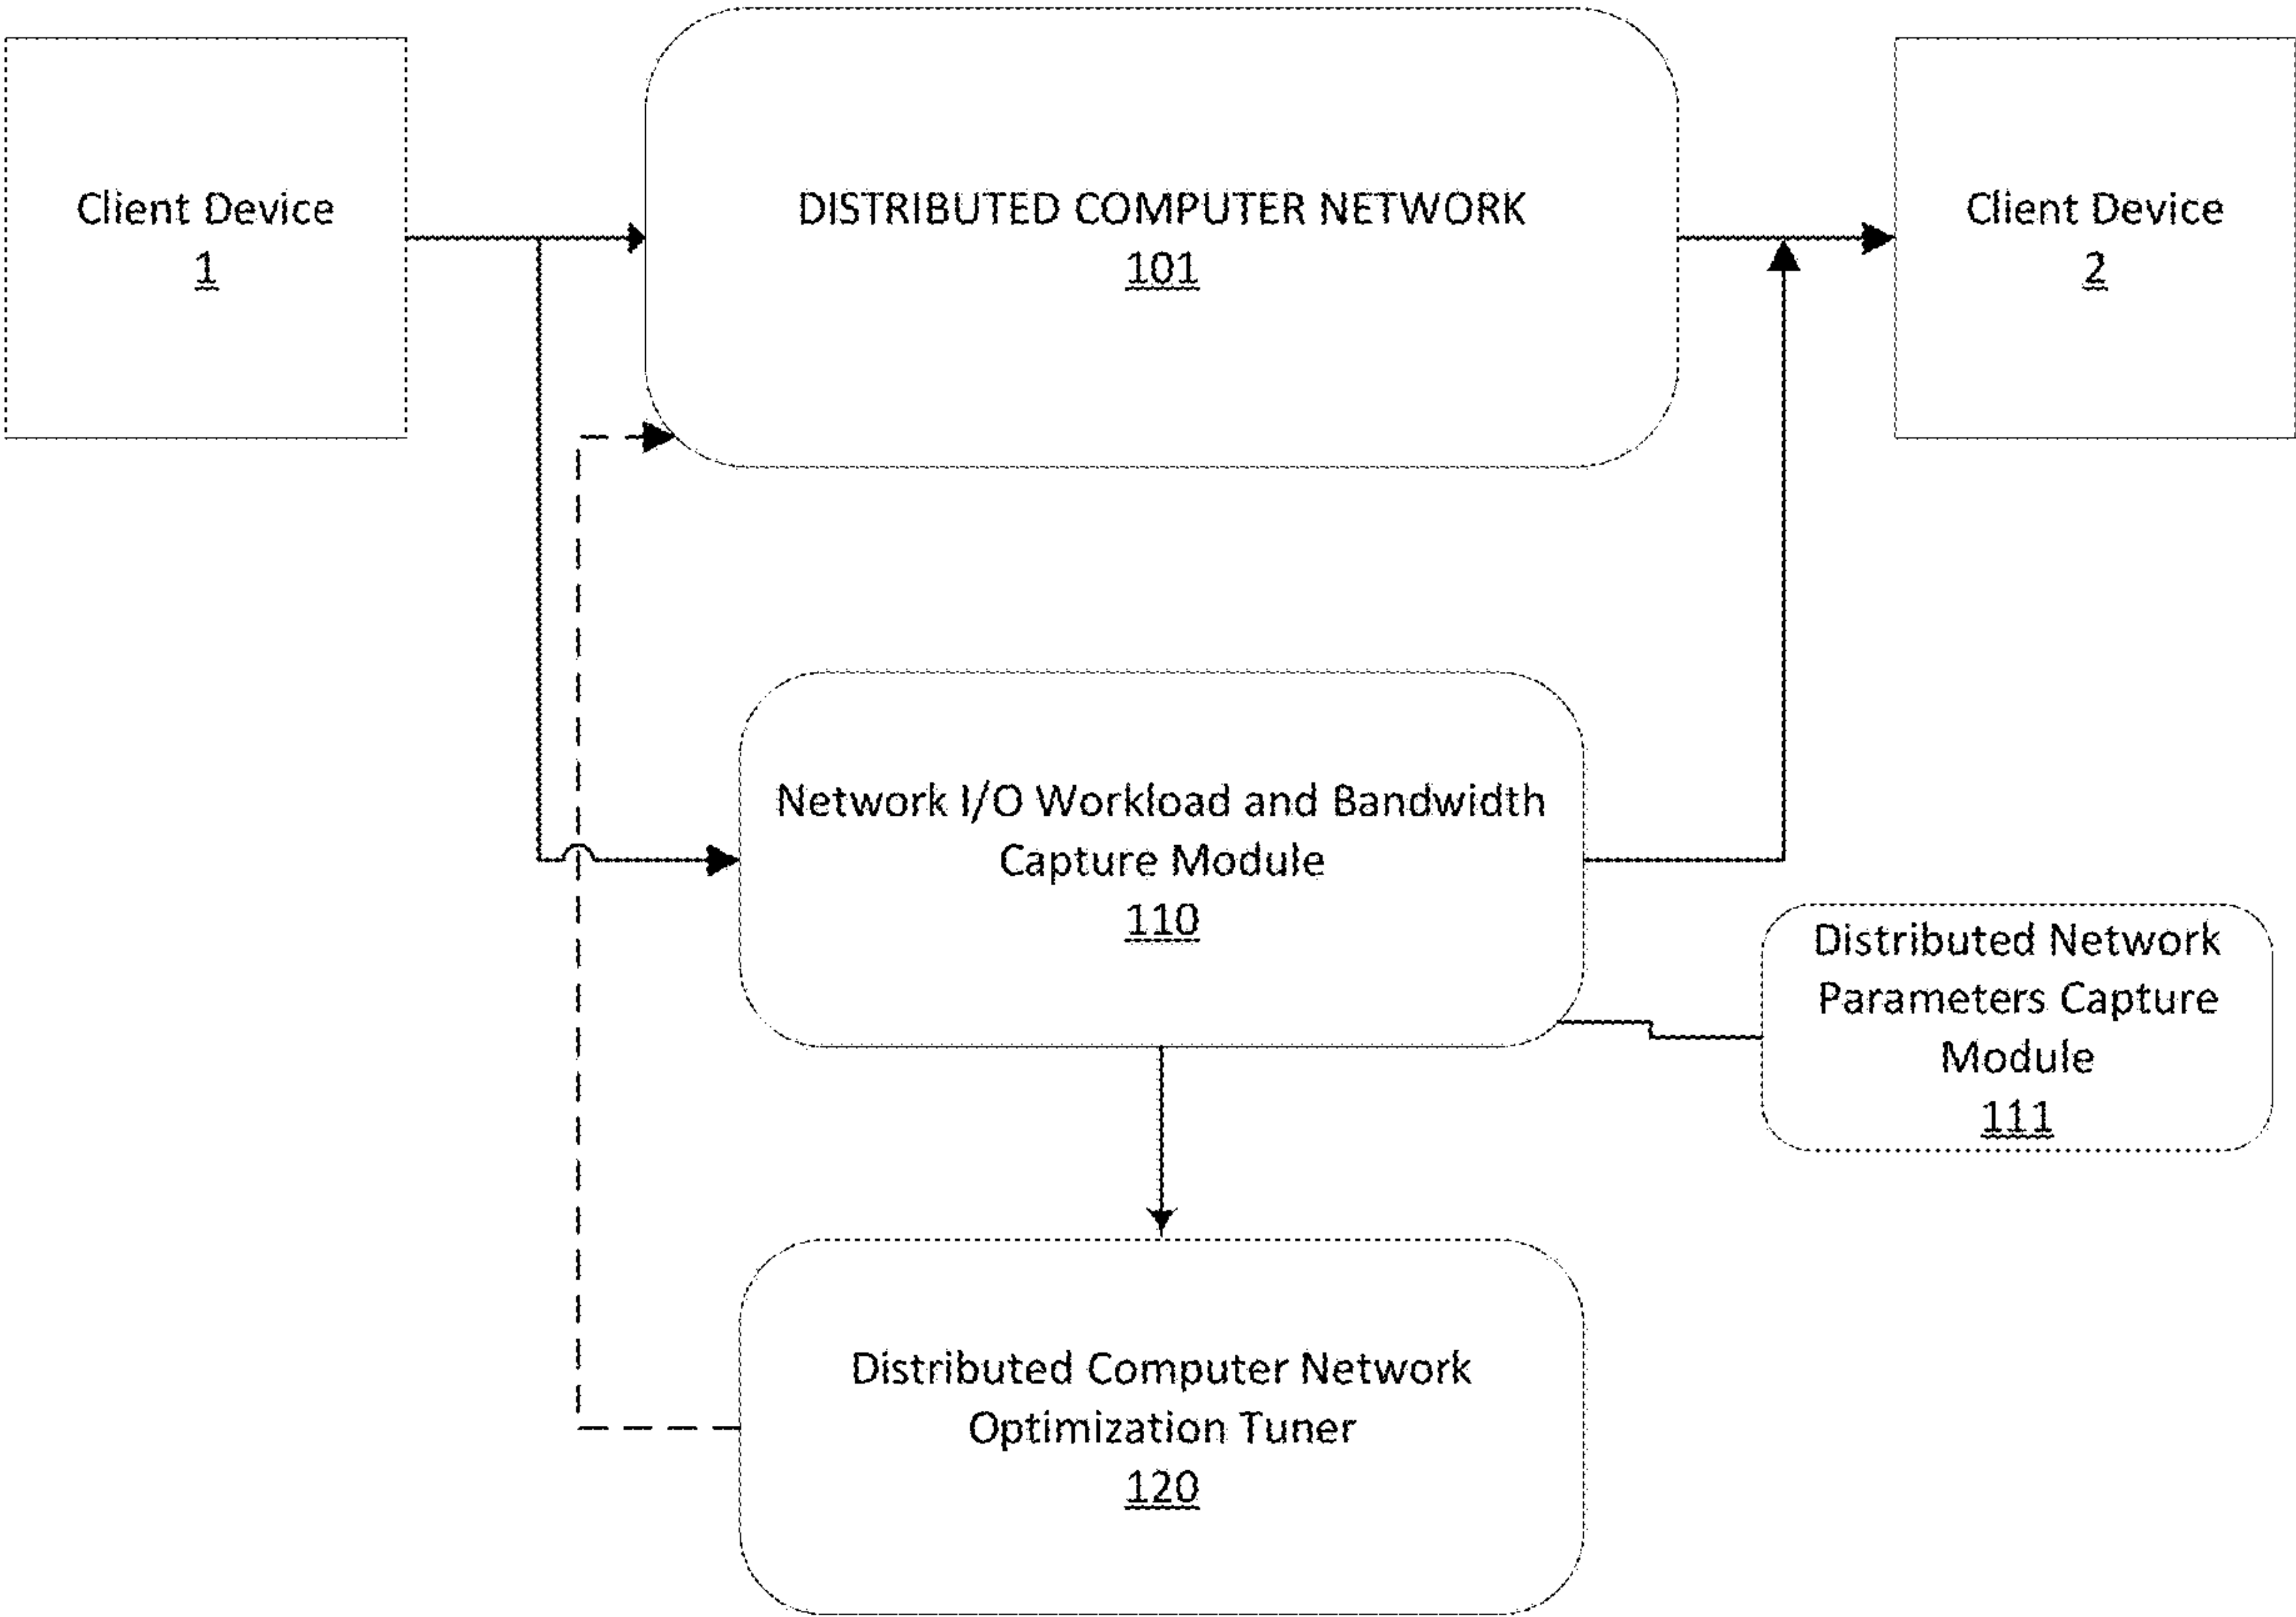 Client Device
1
DISTRIBUTED COMPUTER NETWORK
101
Client Device
2
Network I/O Workload and Bandwidth
Capture Module
110
Distributed Network
Parameters Capture
Module
111
Distributed Computer Network
Optimization Tuner
120